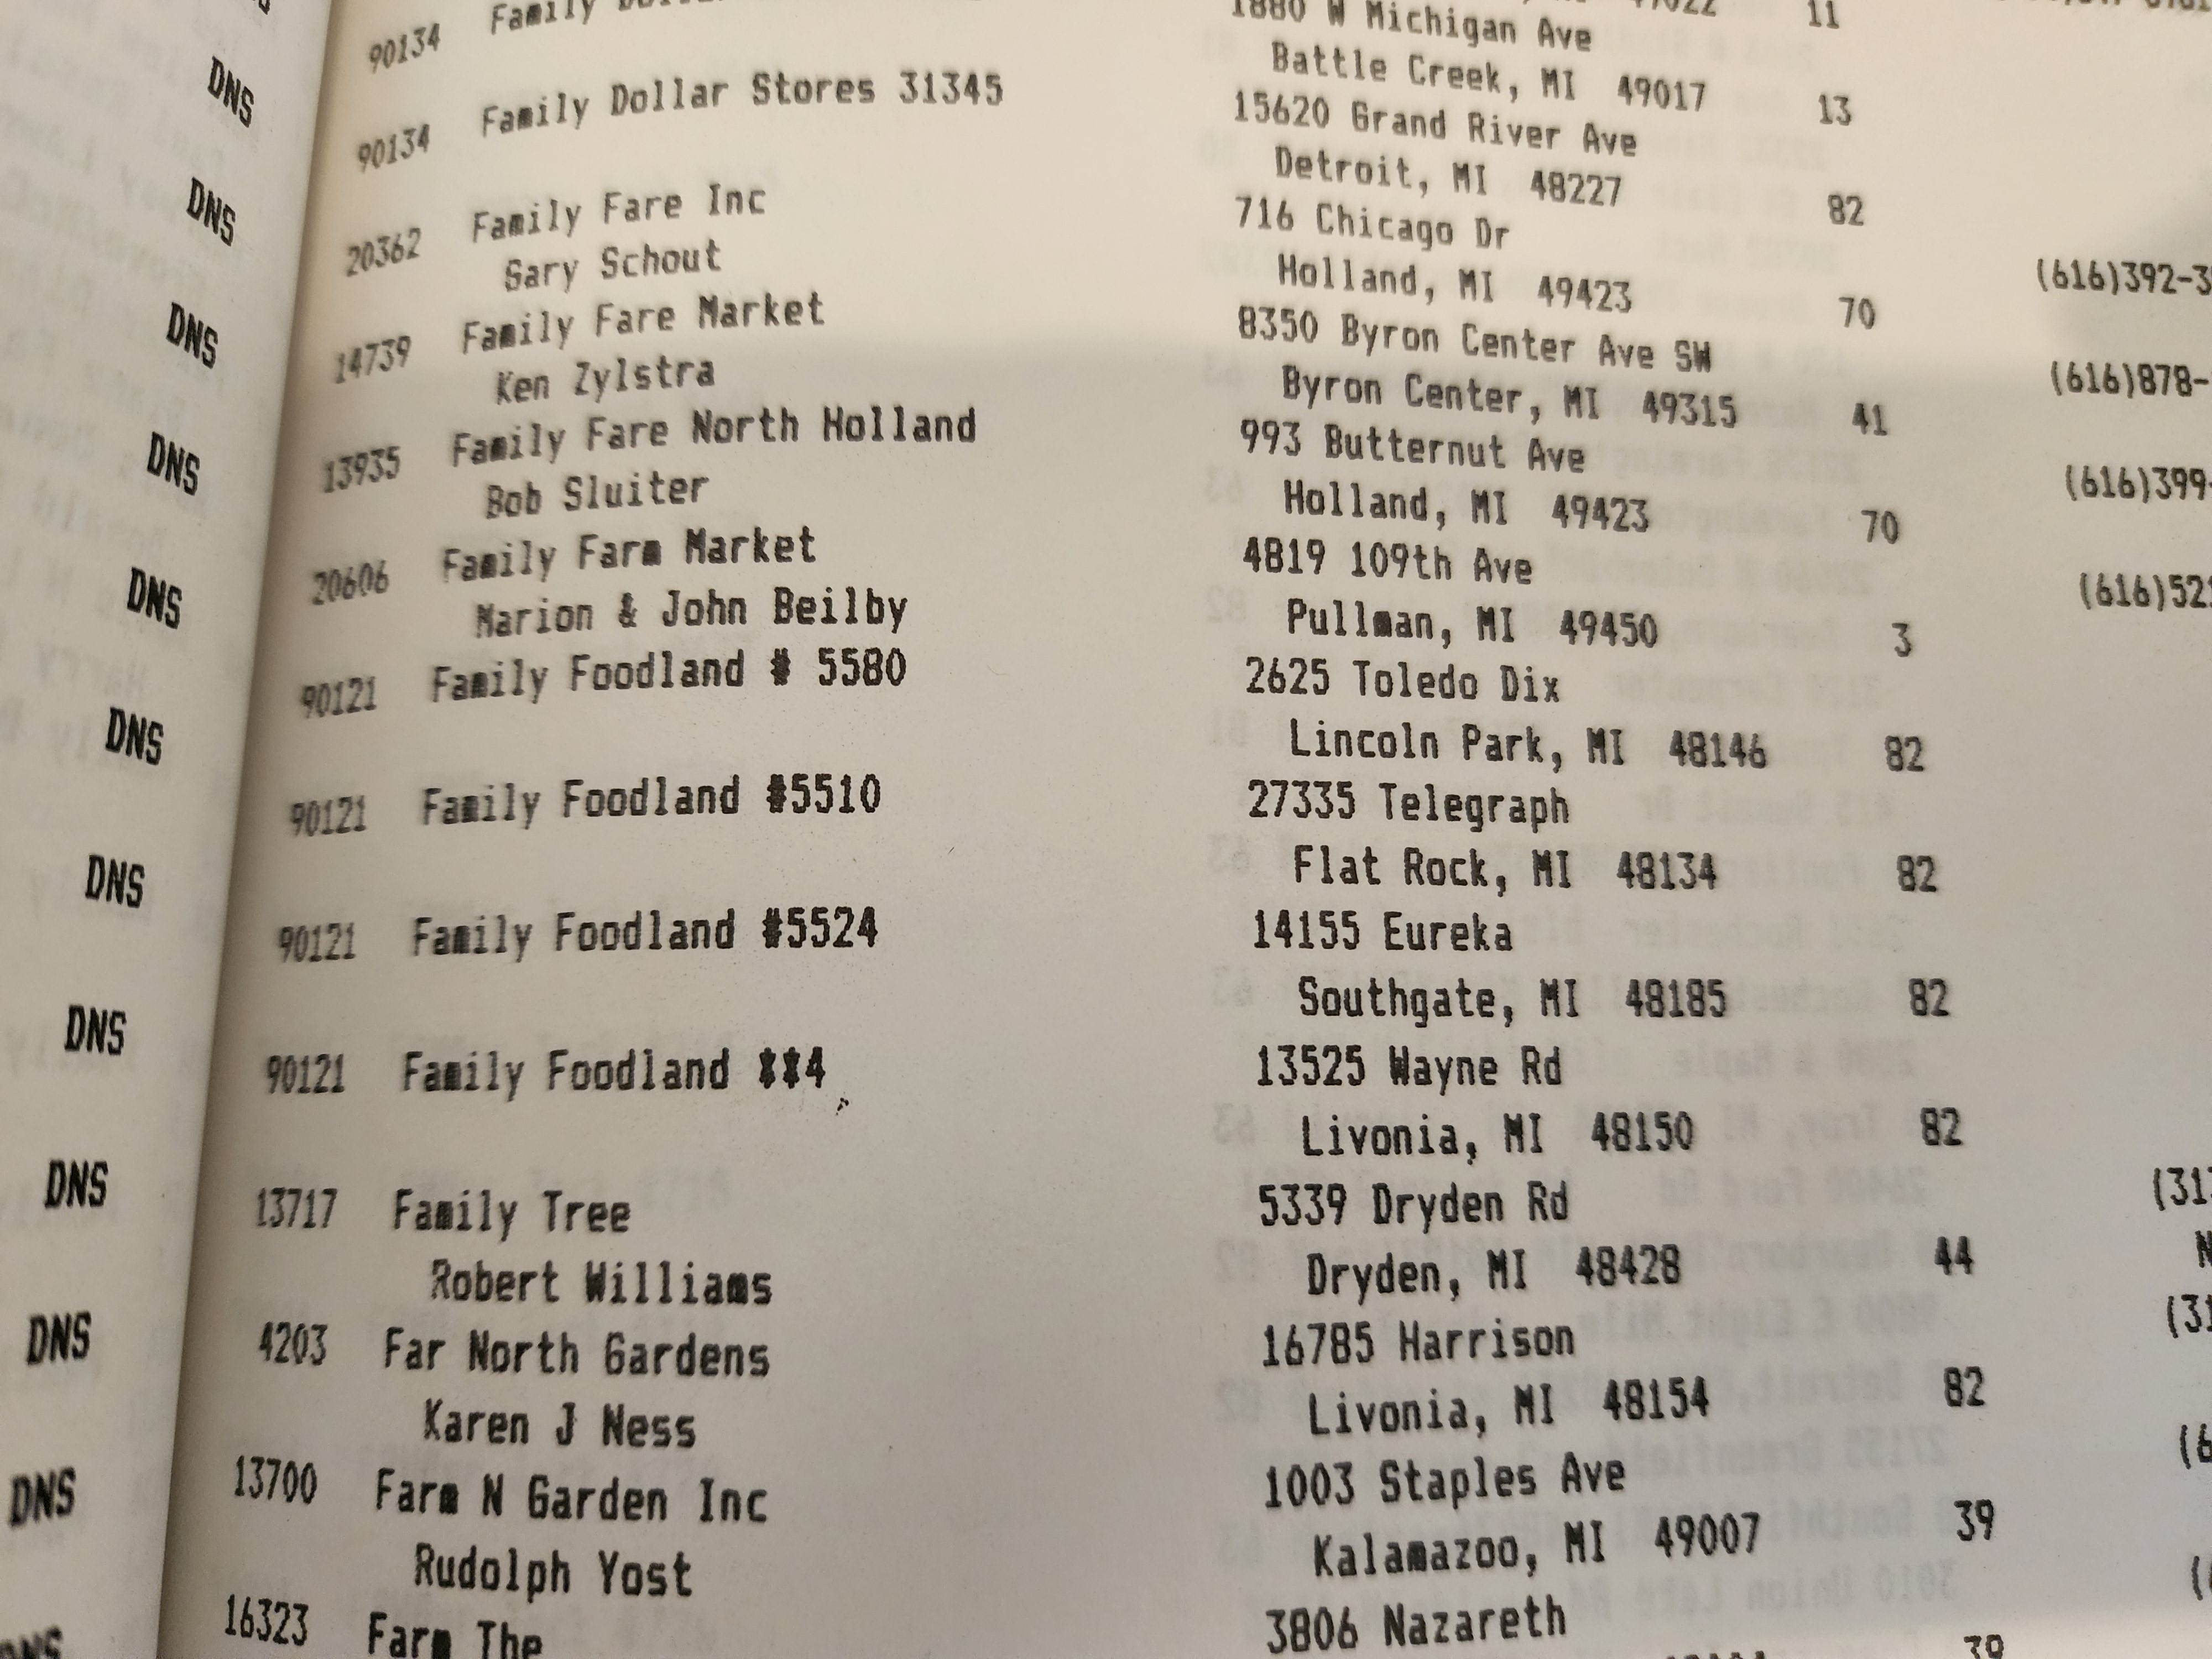 DNS
DNS
DNS
DNS
DNS
DNS
DNS
DNS
DNS
DNS
DNS
DNS
11
90134 Family 1880 W Michigan Ave
Battle Creek, MI 49017 13
90134 Family Dollar Stores 31345 15620 Grand River Ave
Detroit, MI 48227 82
20362 Family Fare Inc 716 Chicago Dr (616)392-3
Gary Schout Holland, MI 49423 70
14739 Family Fare Market 8350 Byron Center Ave SW (616)878-
Ken Zylstra Byron Center, MI 49315 41
13935 Family Fare North Holland 993 Butternut Ave (616)399-
Bob Sluiter Holland, MI 49423 70
20606 Family Farm Market 4819 109th Ave (616)521
Marion & John Beilby Pullman, MI 49450 3
90121 Family Foodland # 5580 2625 Toledo Dix
Lincoln Park, MI 48146 82
90121 Family Foodland #5510 27335 Telegraph
Flat Rock, MI 48134 82
90121 Family Foodland #5524 14155 Eureka
Southgate, MI 48185 82
90121 Family Foodland **4 13525 Wayne Rd
Livonia, MI 48150 82
13717 Family Tree 5339 Dryden Rd (31
Robert Williams Dryden, MI 48428 44
4203 Far North Gardens 16785 Harrison (31
Karen J Ness Livonia, MI 48154 82
13700 Farm N Garden Inc 1003 Staples Ave (6
Rudolph Yost Kalamazoo, MI 49007 39
16323 Farm The 3806 Nazareth
39